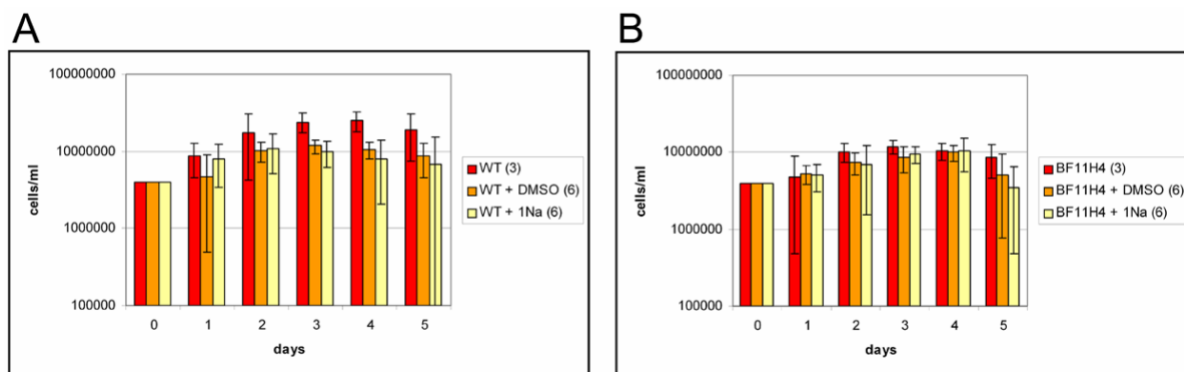 A
100000000
10000000
1000000
100000
cells/ml
0 1 2 3 4 5
days
WT (3)
WT + DMSO (6)
WT + 1Na (6)
B
100000000
10000000
1000000
100000
cells/ml
0 1 2 3 4 5
days
BF11H4 (3)
BF11H4 + DMSO (6)
BF11H4 + 1Na (6)